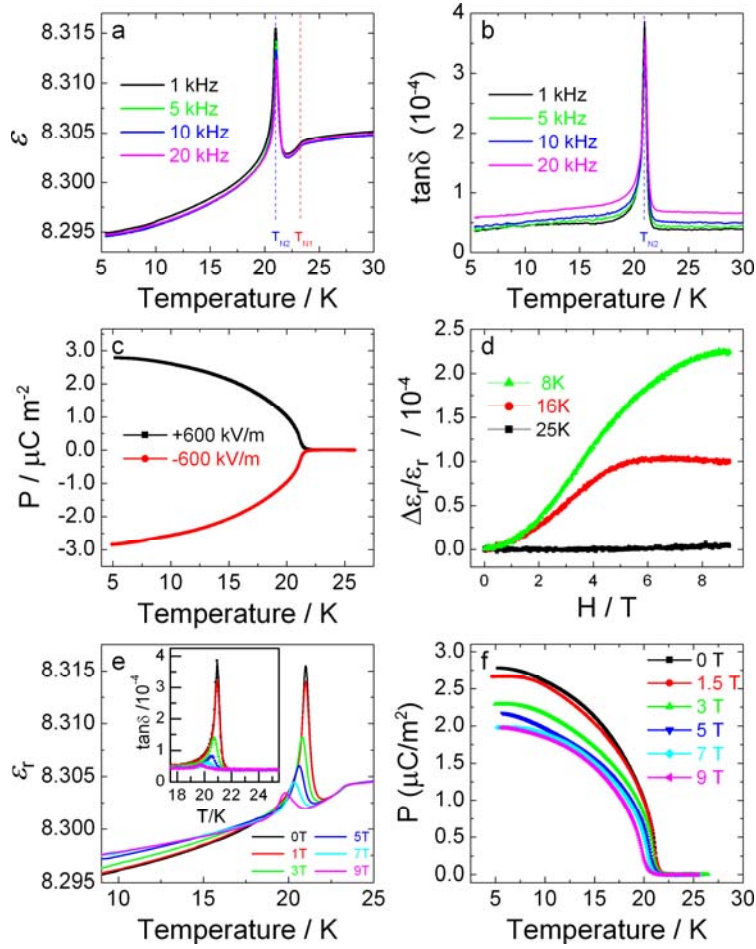 a
8.315
8.310
8.305
8.300
8.295
ε
1 kHz
5 kHz
10 kHz
20 kHz
T_N2 T_N1
5 10 15 20 25 30
Temperature / K
b
4
3
2
1
0
tanδ (10⁻⁴)
1 kHz
5 kHz
10 kHz
20 kHz
T_N2
5 10 15 20 25 30
Temperature / K
c
3.0
2.0
1.0
0.0
-1.0
-2.0
-3.0
P / μC m⁻²
+600 kV/m
-600 kV/m
5 10 15 20 25 30
Temperature / K
d
2.5
2.0
1.5
1.0
0.5
0.0
Δε_r/ε_r / 10⁻⁴
8K
16K
25K
0 2 4 6 8
H / T
e
8.315
8.310
8.305
8.300
8.295
ε_r
4
3
2
1
0
tanδ /10⁻⁴
18 20 22 24
T/K
0T 5T
1T 7T
3T 9T
10 15 20 25
Temperature / K
f
3.0
2.5
2.0
1.5
1.0
0.5
0.0
P (μC/m²)
0 T
1.5 T
3 T
5 T
7 T
9 T
5 10 15 20 25 30
Temperature / K